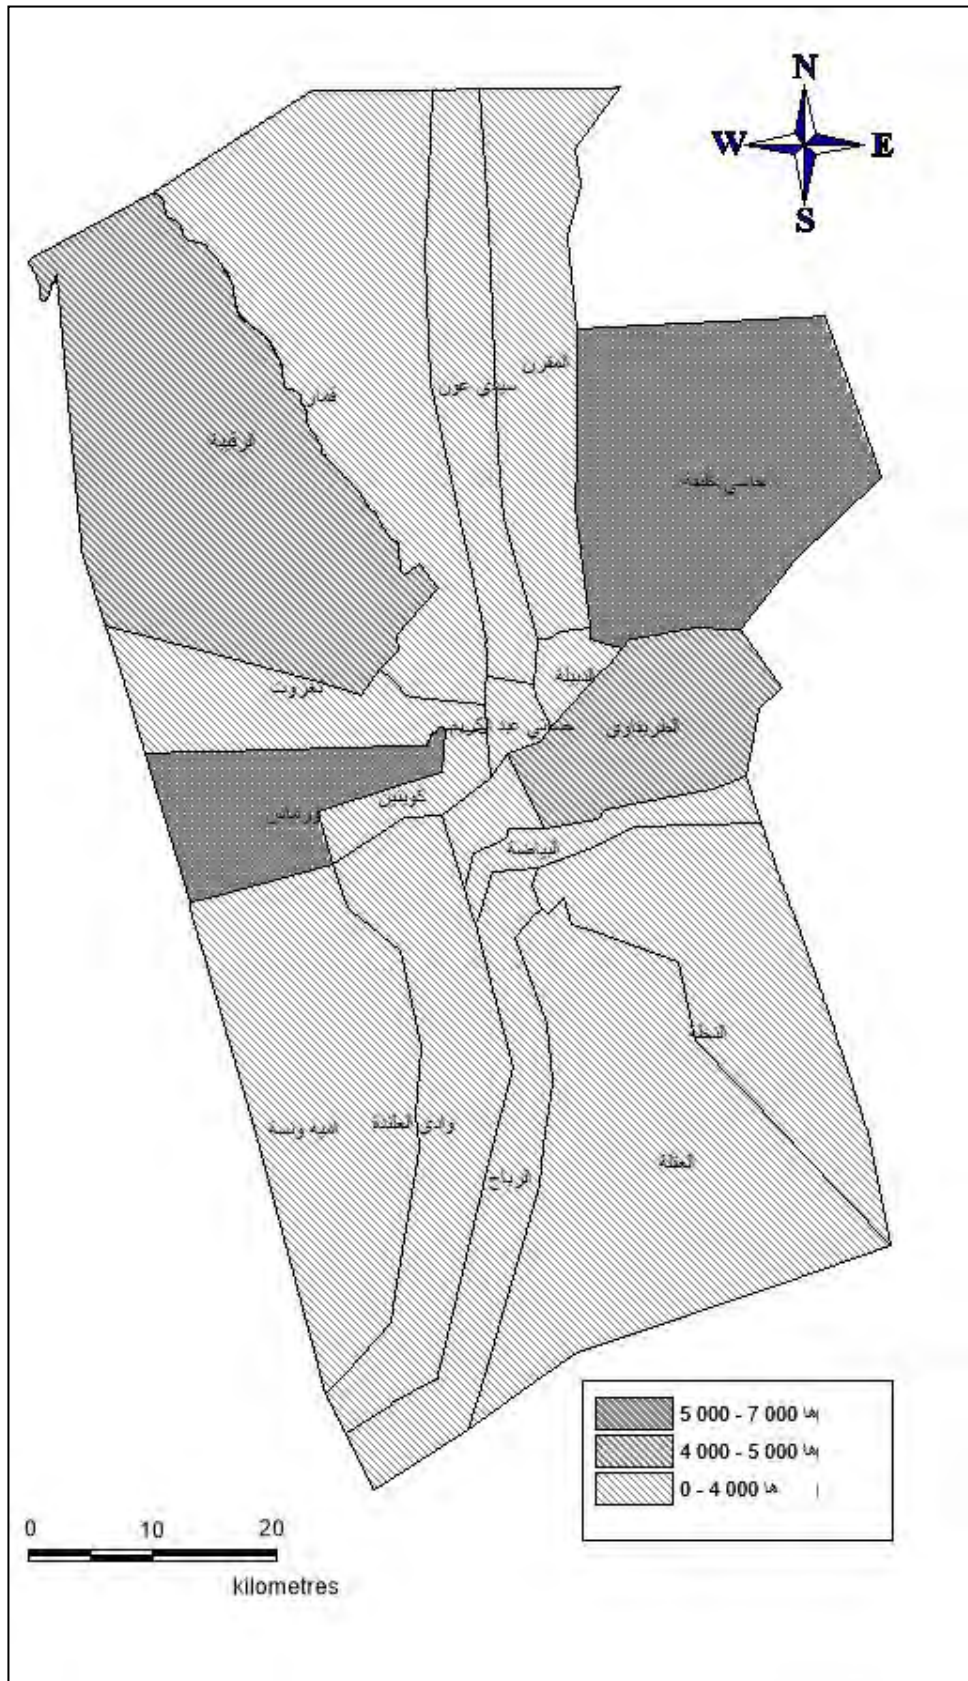 N
W E
S
المقرن
سيدي عون
قمار
الرقيبة
حاسي خليفة
تغزوت
الدبيلة
حساني عبد الكريم
الطريفاوي
كوينين
ورماس
البياضة
النخلة
وادي العلندة
اميه ونسة
العقلة
الرباح
5 000 - 7 000 ها
4 000 - 5 000 ها
0 - 4 000 ها
0 10 20
kilometres